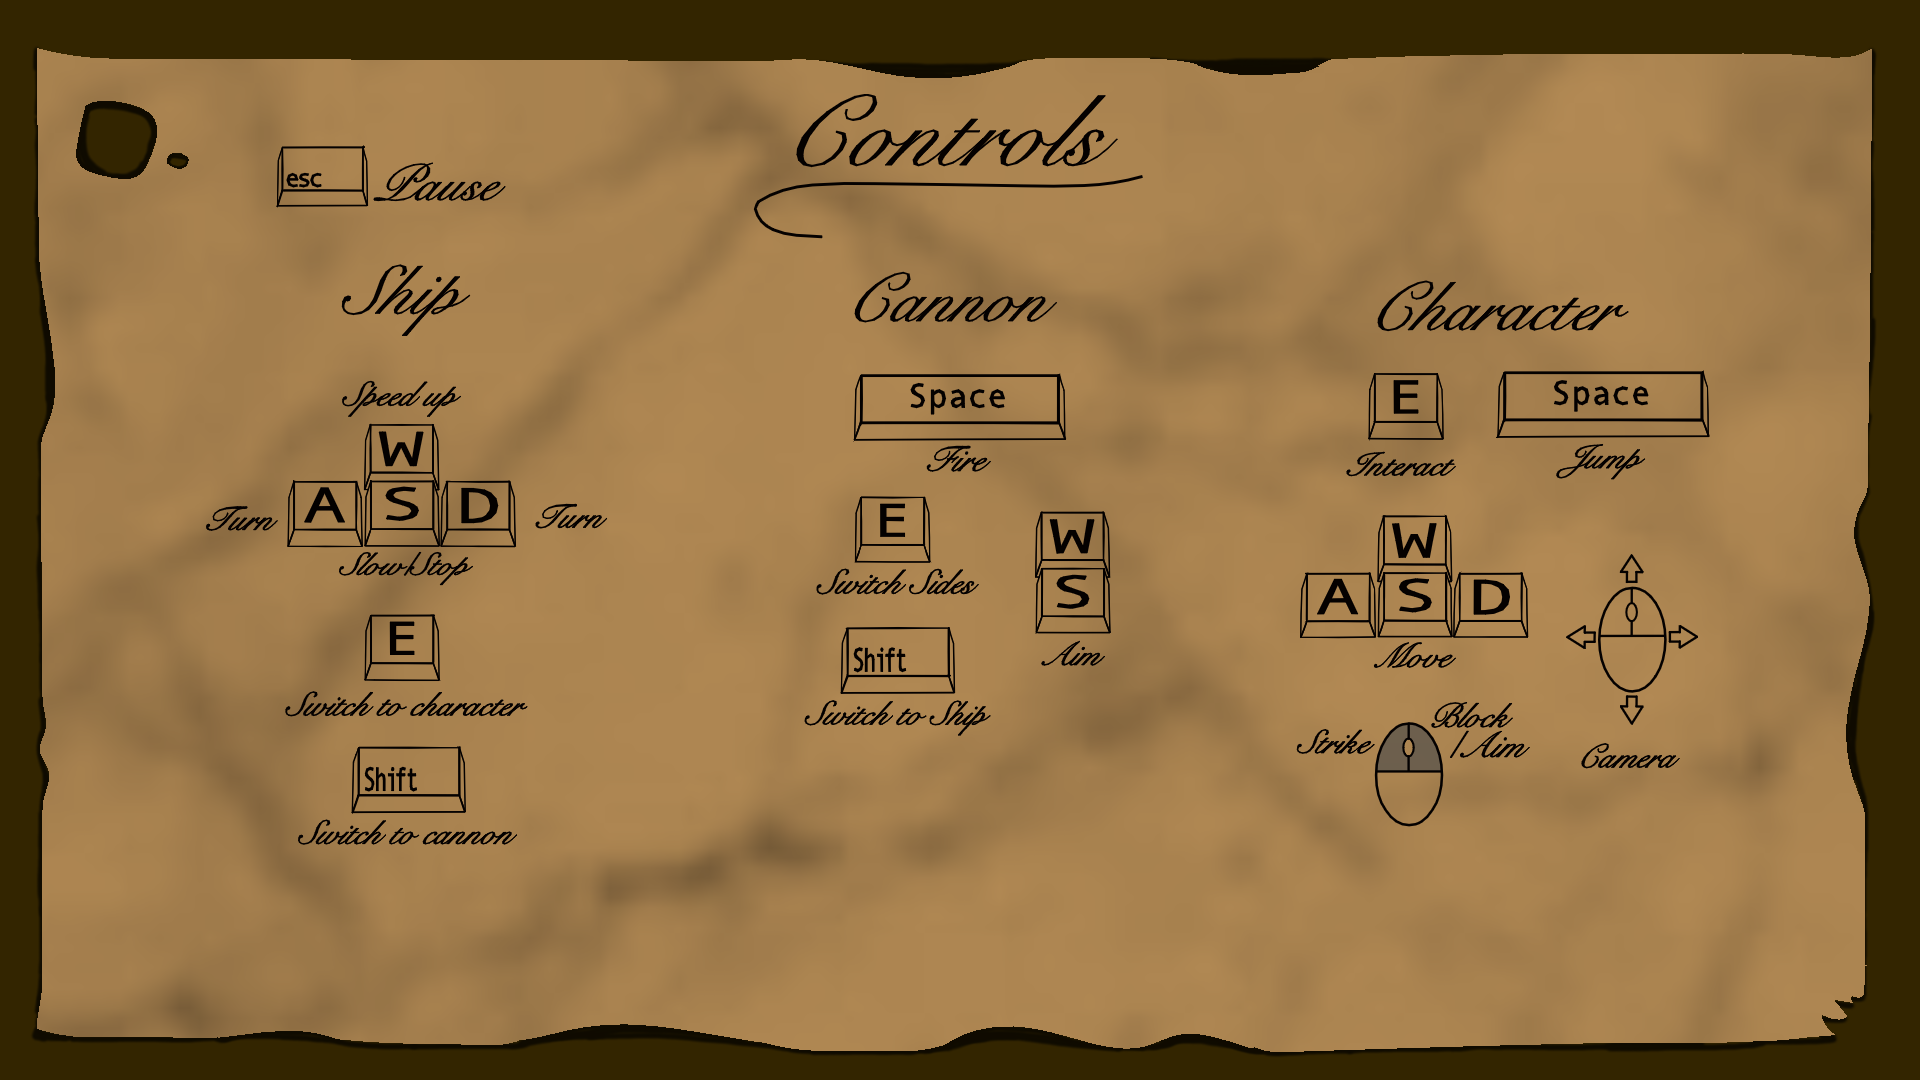 Controls
esc Pause
Ship
Speed up
W
Turn A S D Turn
Slow/Stop
E
Switch to character
Shift
Switch to cannon
Cannon
Space
Fire
E
Switch Sides
W
S
Aim
Shift
Switch to Ship
Character
E
Interact
Space
Jump
W
A S D
Move
Strike
Block
/Aim
Camera